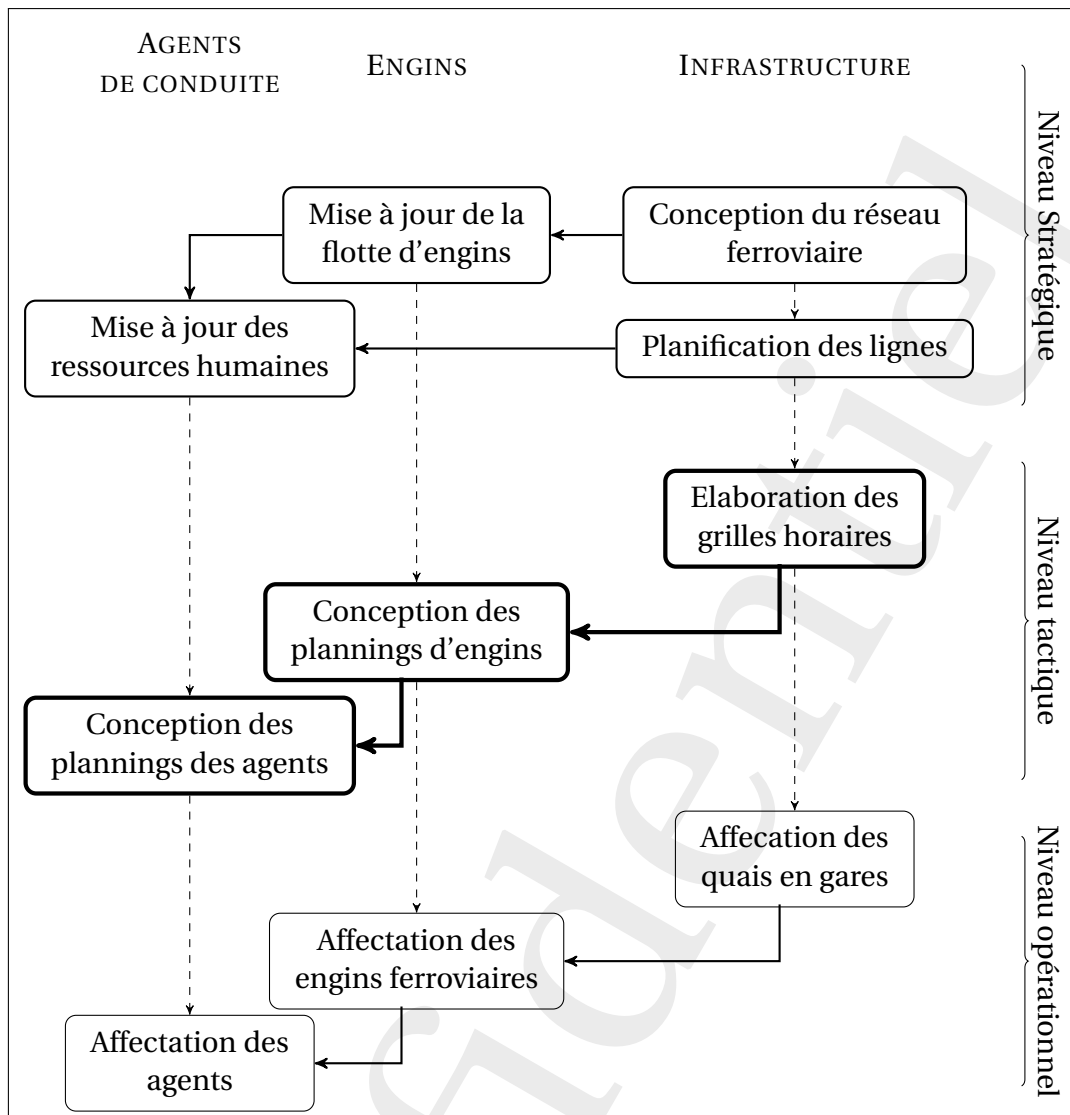 AGENTS
DE CONDUITE
ENGINS
INFRASTRUCTURE
Niveau Stratégique
Mise à jour de la
flotte d'engins
Conception du réseau
ferroviaire
Mise à jour des
ressources humaines
Planification des lignes
Niveau tactique
Elaboration des
grilles horaires
Conception des
plannings d'engins
Conception des
plannings des agents
Niveau opérationnel
Affecation des
quais en gares
Affectation des
engins ferroviaires
Affectation des
agents
fidentiel